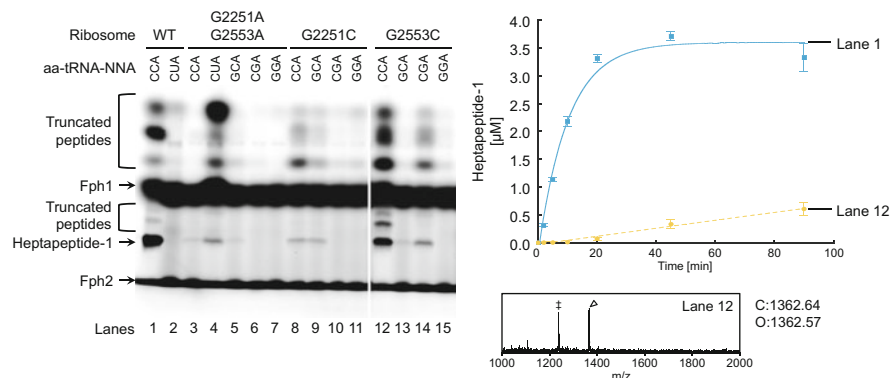 G2251A
Ribosome WT G2553A G2251C G2553C
aa-tRNA-NNA CCA CUA CCA CUA GCA CGA GGA CCA GCA CGA GGA CCA GCA CGA GGA
Truncated
peptides
Fph1
Truncated
peptides
Heptapeptide-1
Fph2
Lanes 1 2 3 4 5 6 7 8 9 10 11 12 13 14 15
Heptapeptide-1
[µM]
4.0
3.5
3.0
2.5
2.0
1.5
1.0
0.5
0.0
0 20 40 60 80 100
Time [min]
Lane 1
Lane 12
‡
Lane 12
C:1362.64
O:1362.57
1000 1200 1400 1600 1800 2000
m/z